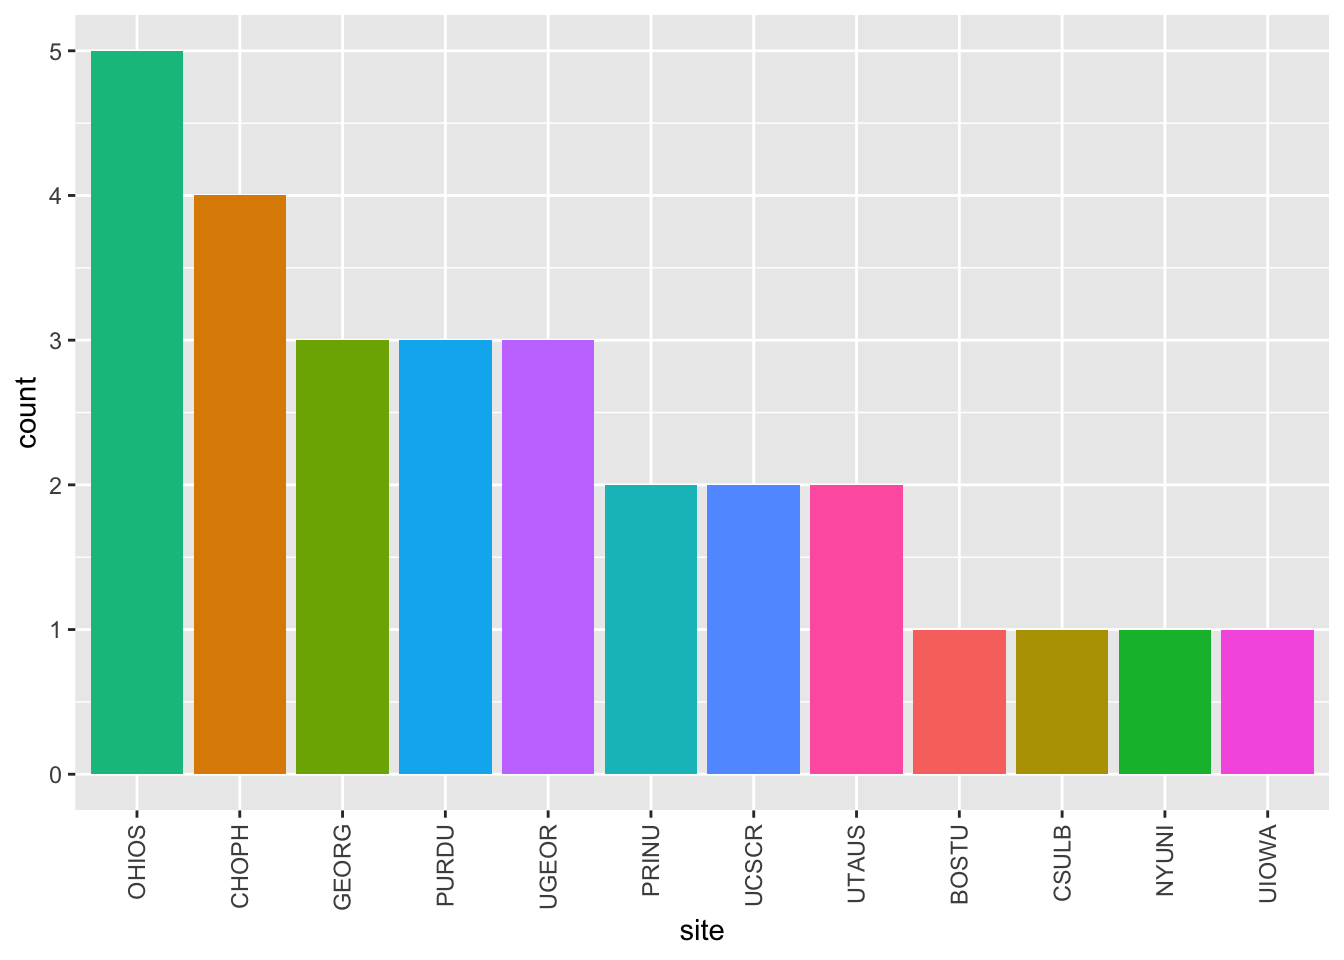 5
4
3
2
1
0
count
OHIOS
CHOPH
GEORG
PURDU
UGEOR
PRINU
UCSCR
UTAUS
BOSTU
CSULB
NYUNI
UIOWA
site